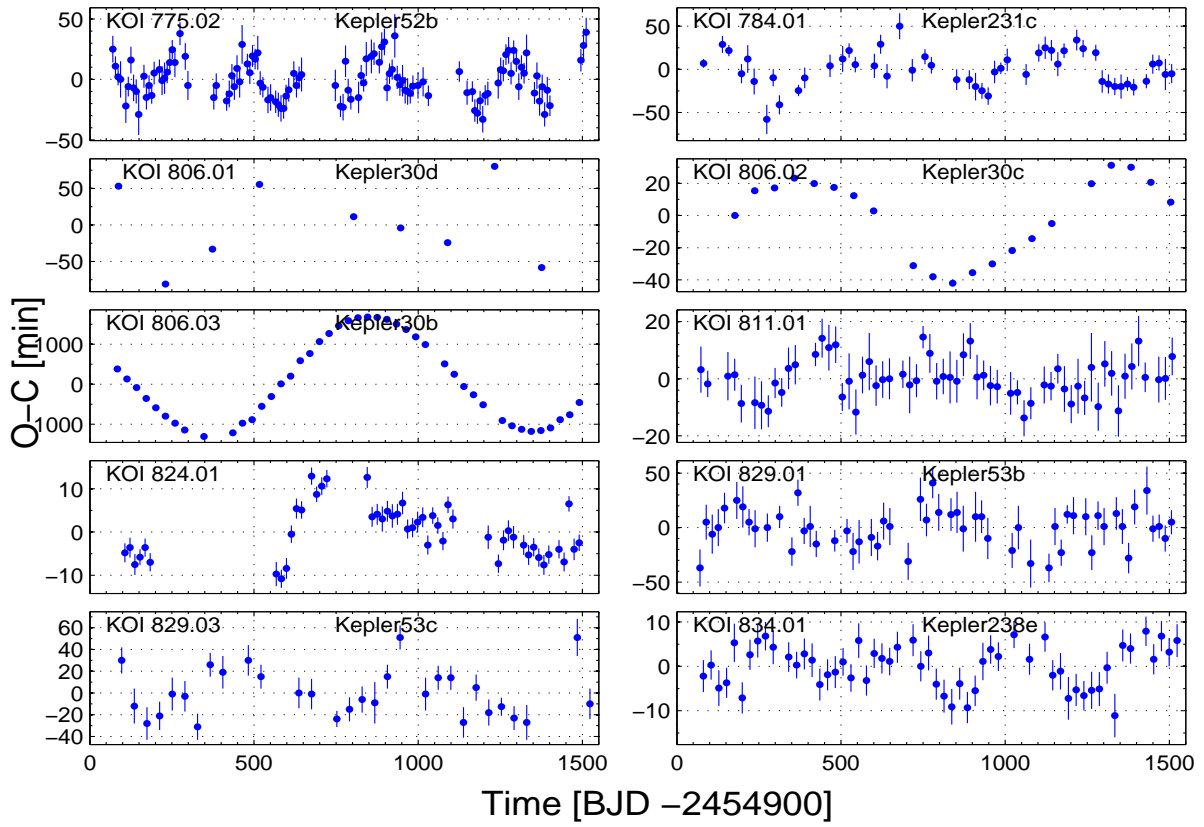 KOI 775.02 Kepler52b
50
0
−50
KOI 784.01 Kepler231c
50
0
−50
KOI 806.01 Kepler30d
50
0
−50
KOI 806.02 Kepler30c
20
0
−20
−40
KOI 806.03 Kepler30b
1000
0
1000
KOI 811.01
20
0
−20
KOI 824.01
10
0
−10
KOI 829.01 Kepler53b
50
0
−50
KOI 829.03 Kepler53c
60
40
20
0
−20
−40
0 500 1000 1500
KOI 834.01 Kepler238e
10
0
−10
0 500 1000 1500
O−C [min]
Time [BJD −2454900]